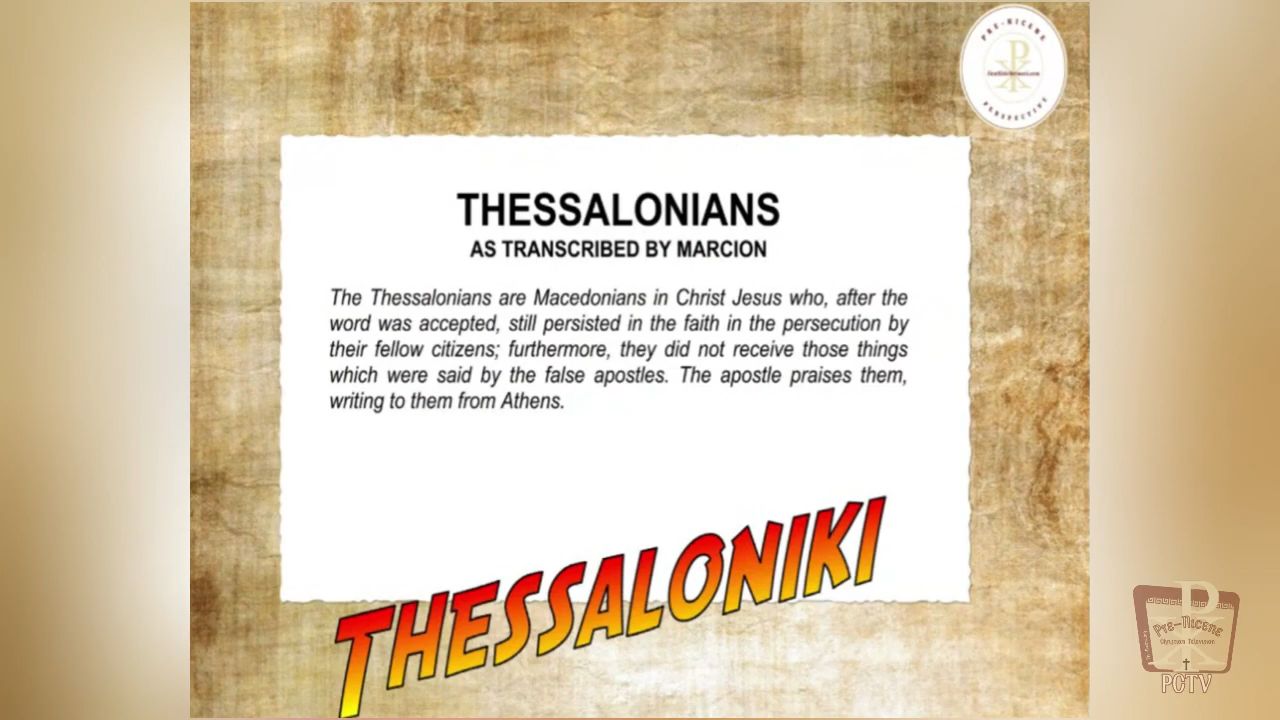 PRE-NICENE
PERSPECTIVE
THESSALONIANS
AS TRANSCRIBED BY MARCION
The Thessalonians are Macedonians in Christ Jesus who, after the
word was accepted, still persisted in the faith in the persecution by
their fellow citizens; furthermore, they did not receive those things
which were said by the false apostles. The apostle praises them,
writing to them from Athens.
THESSALONIKI
Pre-Nicene
Christian Television
PCTV